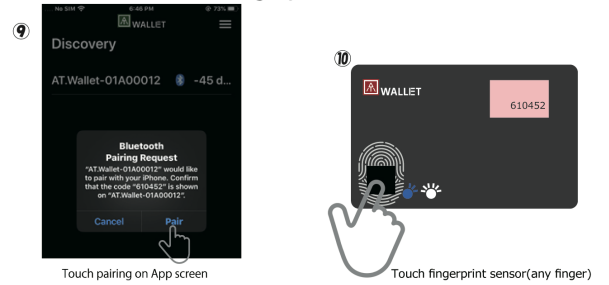 ⑨
No SIM 6:46 PM 73%
WALLET
Discovery
AT.Wallet-01A00012 -45 d...
Bluetooth
Pairing Request
"AT.Wallet-01A00012" would like
to pair with your iPhone. Confirm
that the code "610452" is shown
on "AT.Wallet-01A00012".
Cancel Pair
Touch pairing on App screen
⑩
WALLET
610452
Touch fingerprint sensor(any finger)